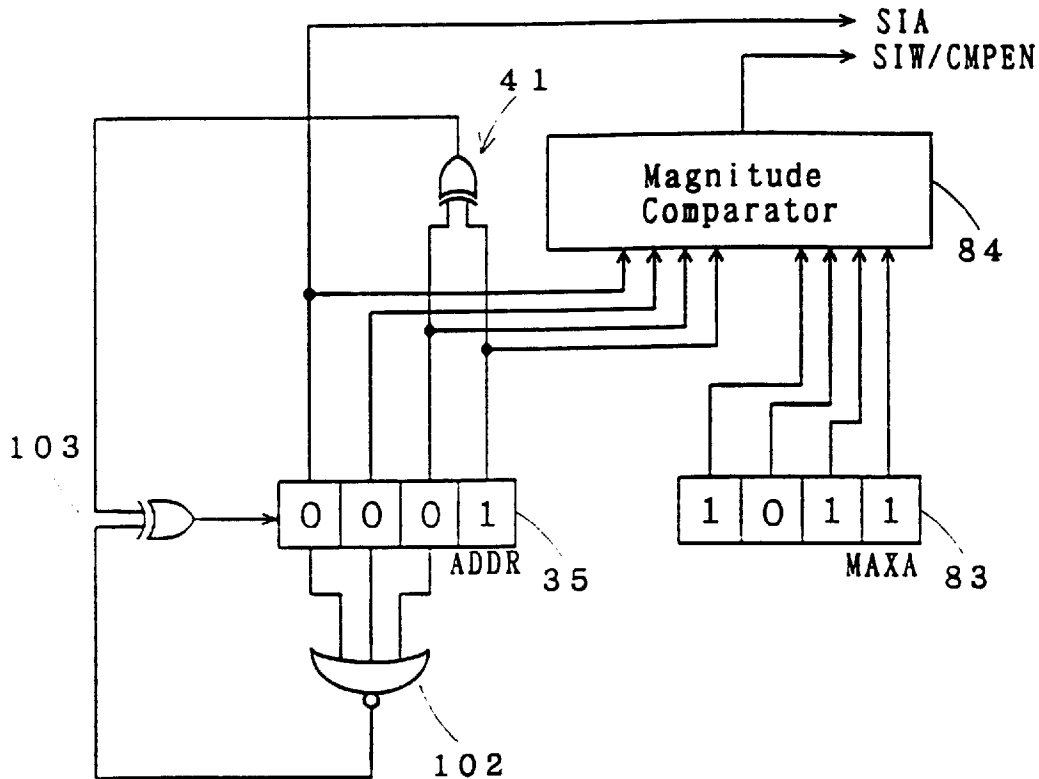 SIA
SIW/CMPEN
41
Magnitude
Comparator
84
103
0 0 0 1
1 0 1 1
ADDR
35
MAXA
83
102